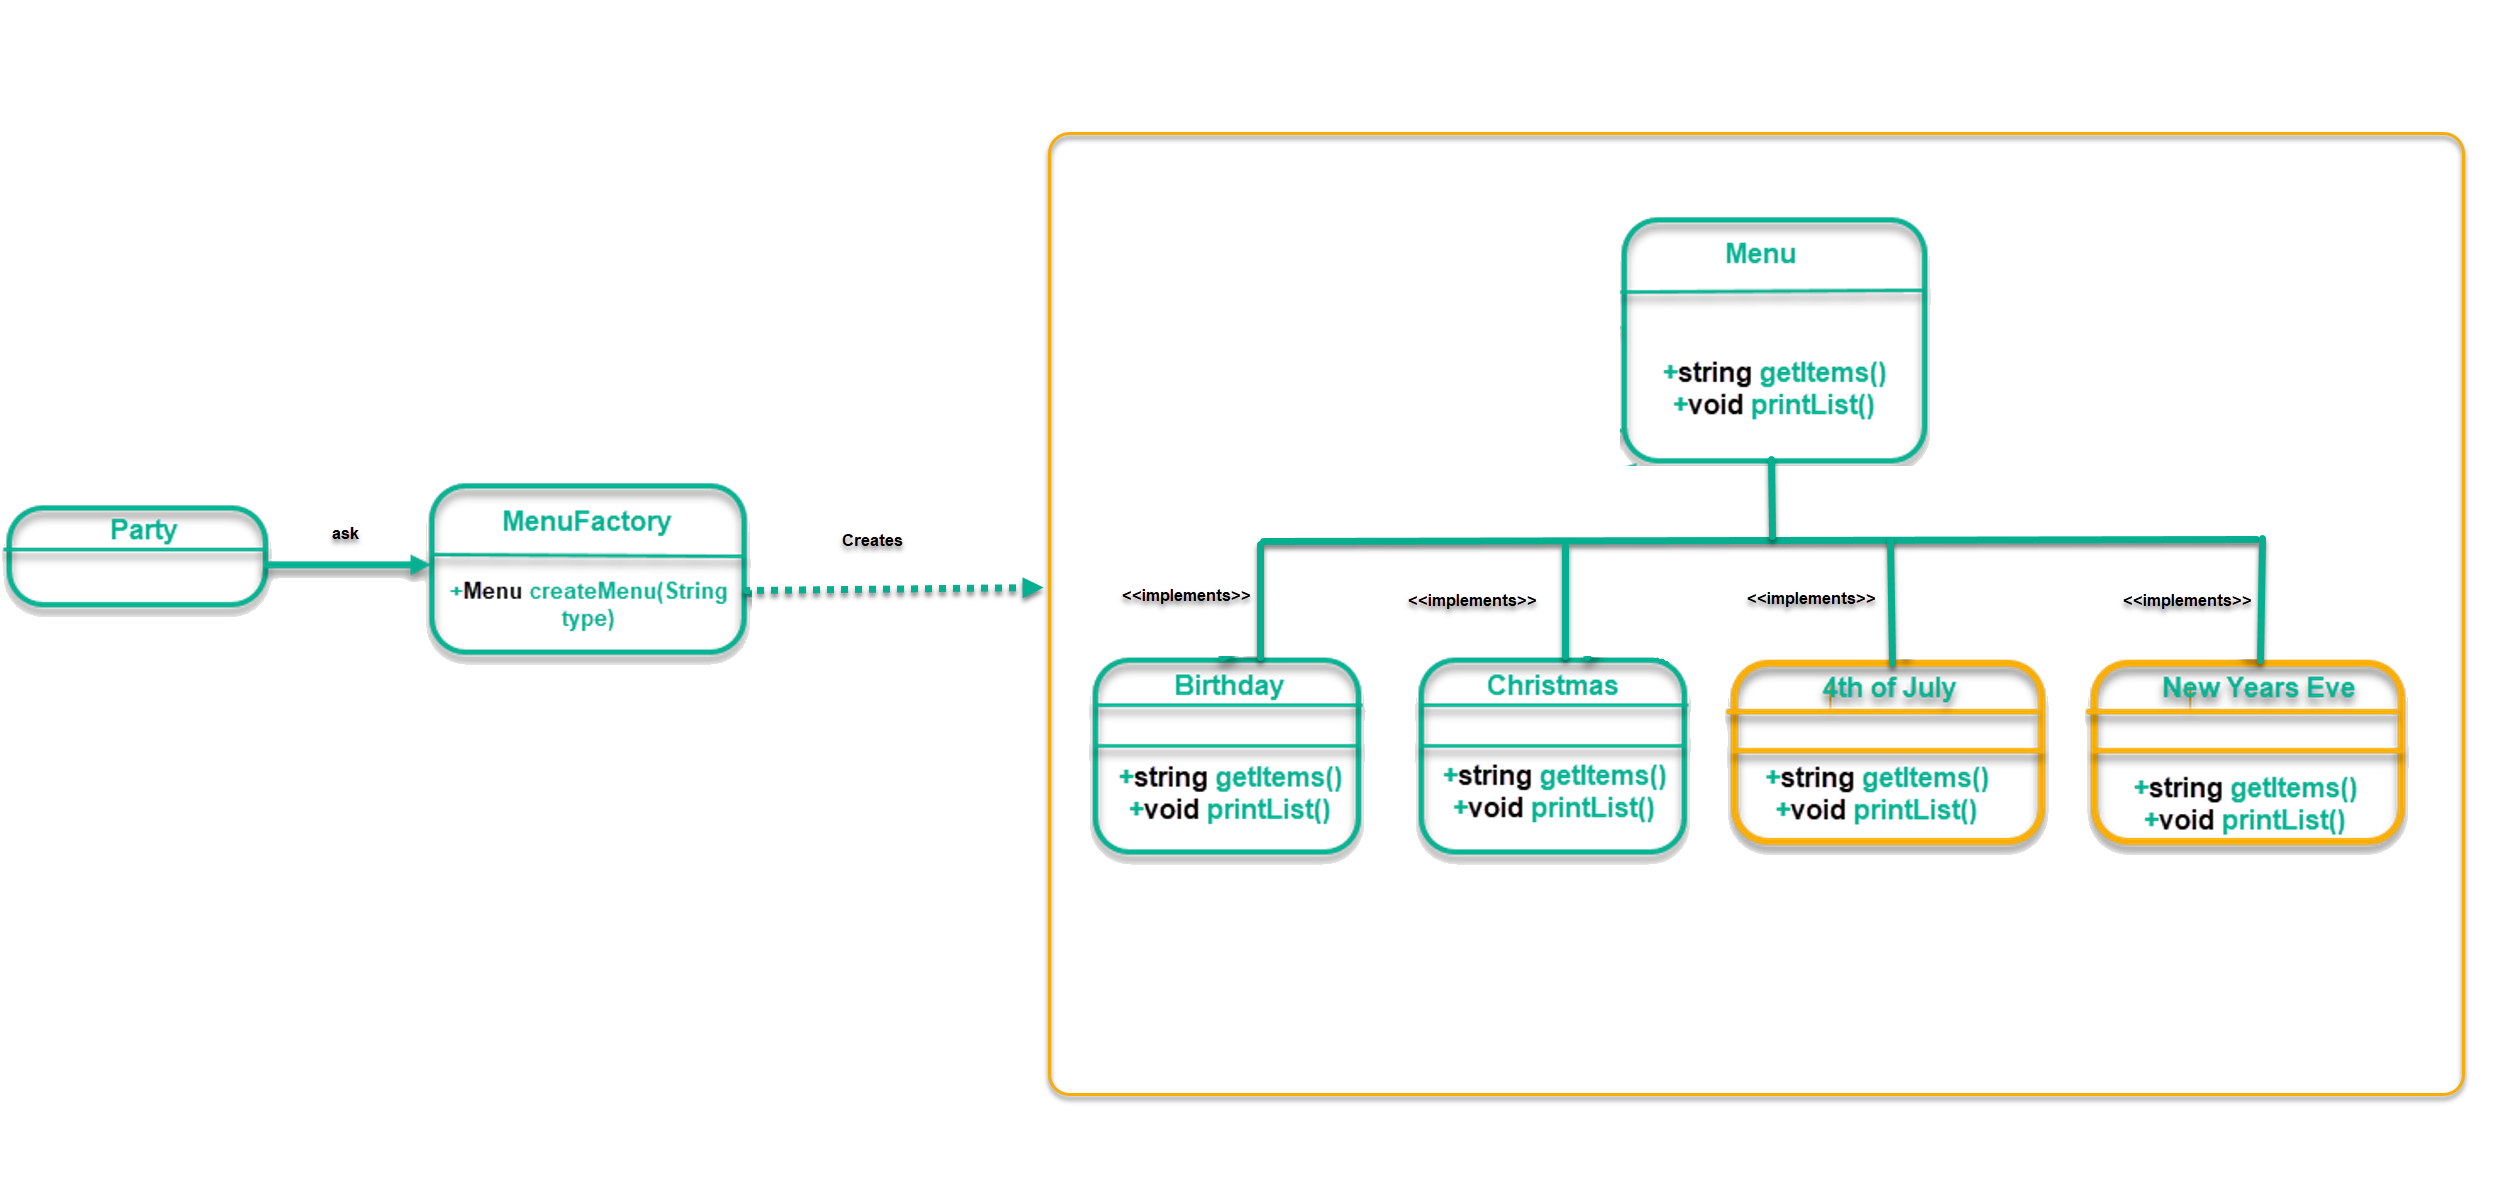 Party
ask
MenuFactory
+Menu createMenu(String
type)
Creates
Menu
+string getItems()
+void printList()
<<implements>>
<<implements>>
<<implements>>
<<implements>>
Birthday
+string getItems()
+void printList()
Christmas
+string getItems()
+void printList()
4th of July
+string getItems()
+void printList()
New Years Eve
+string getItems()
+void printList()